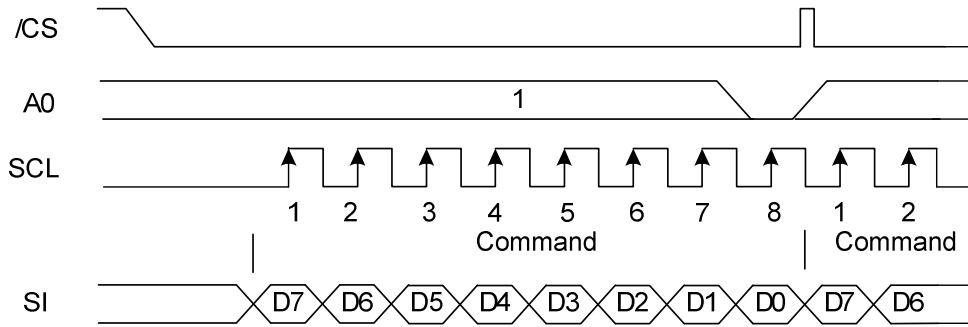 /CS
A0 1
SCL
1 2 3 4 5 6 7 8 1 2
Command Command
SI D7 D6 D5 D4 D3 D2 D1 D0 D7 D6